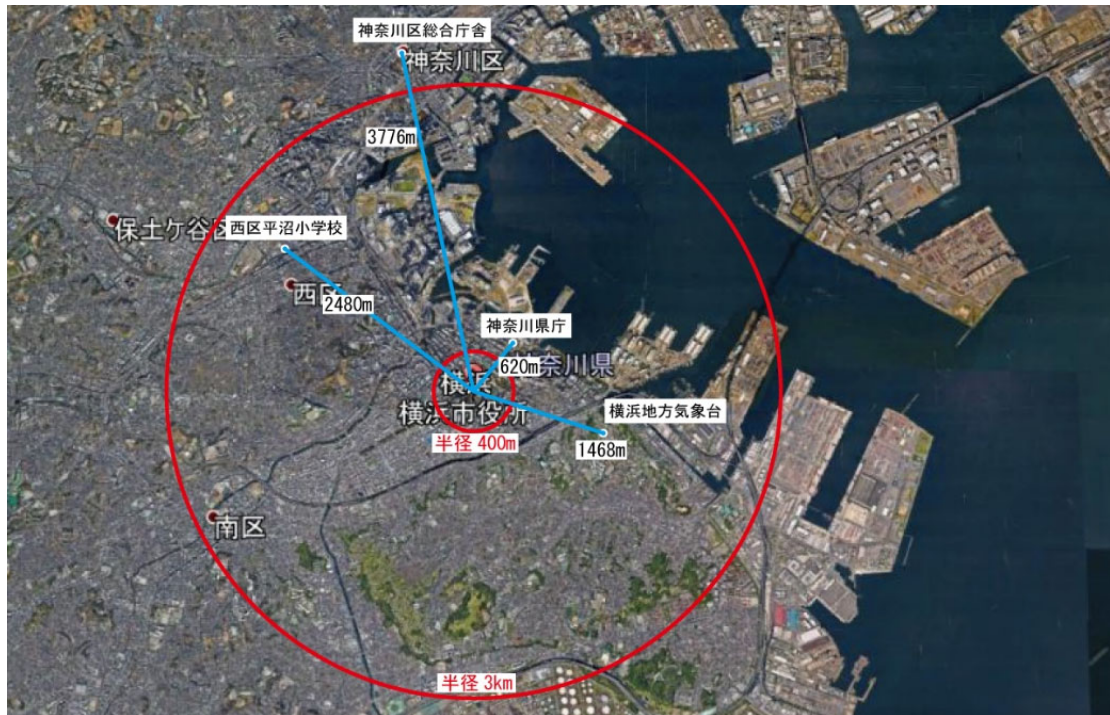 神奈川区総合庁舎
神奈川区
3776m
保土ケ谷区
西区平沼小学校
西区
2480m
神奈川県庁
神奈川県
620m
横浜
横浜市役所
横浜地方気象台
半径 400m
1468m
南区
半径 3km